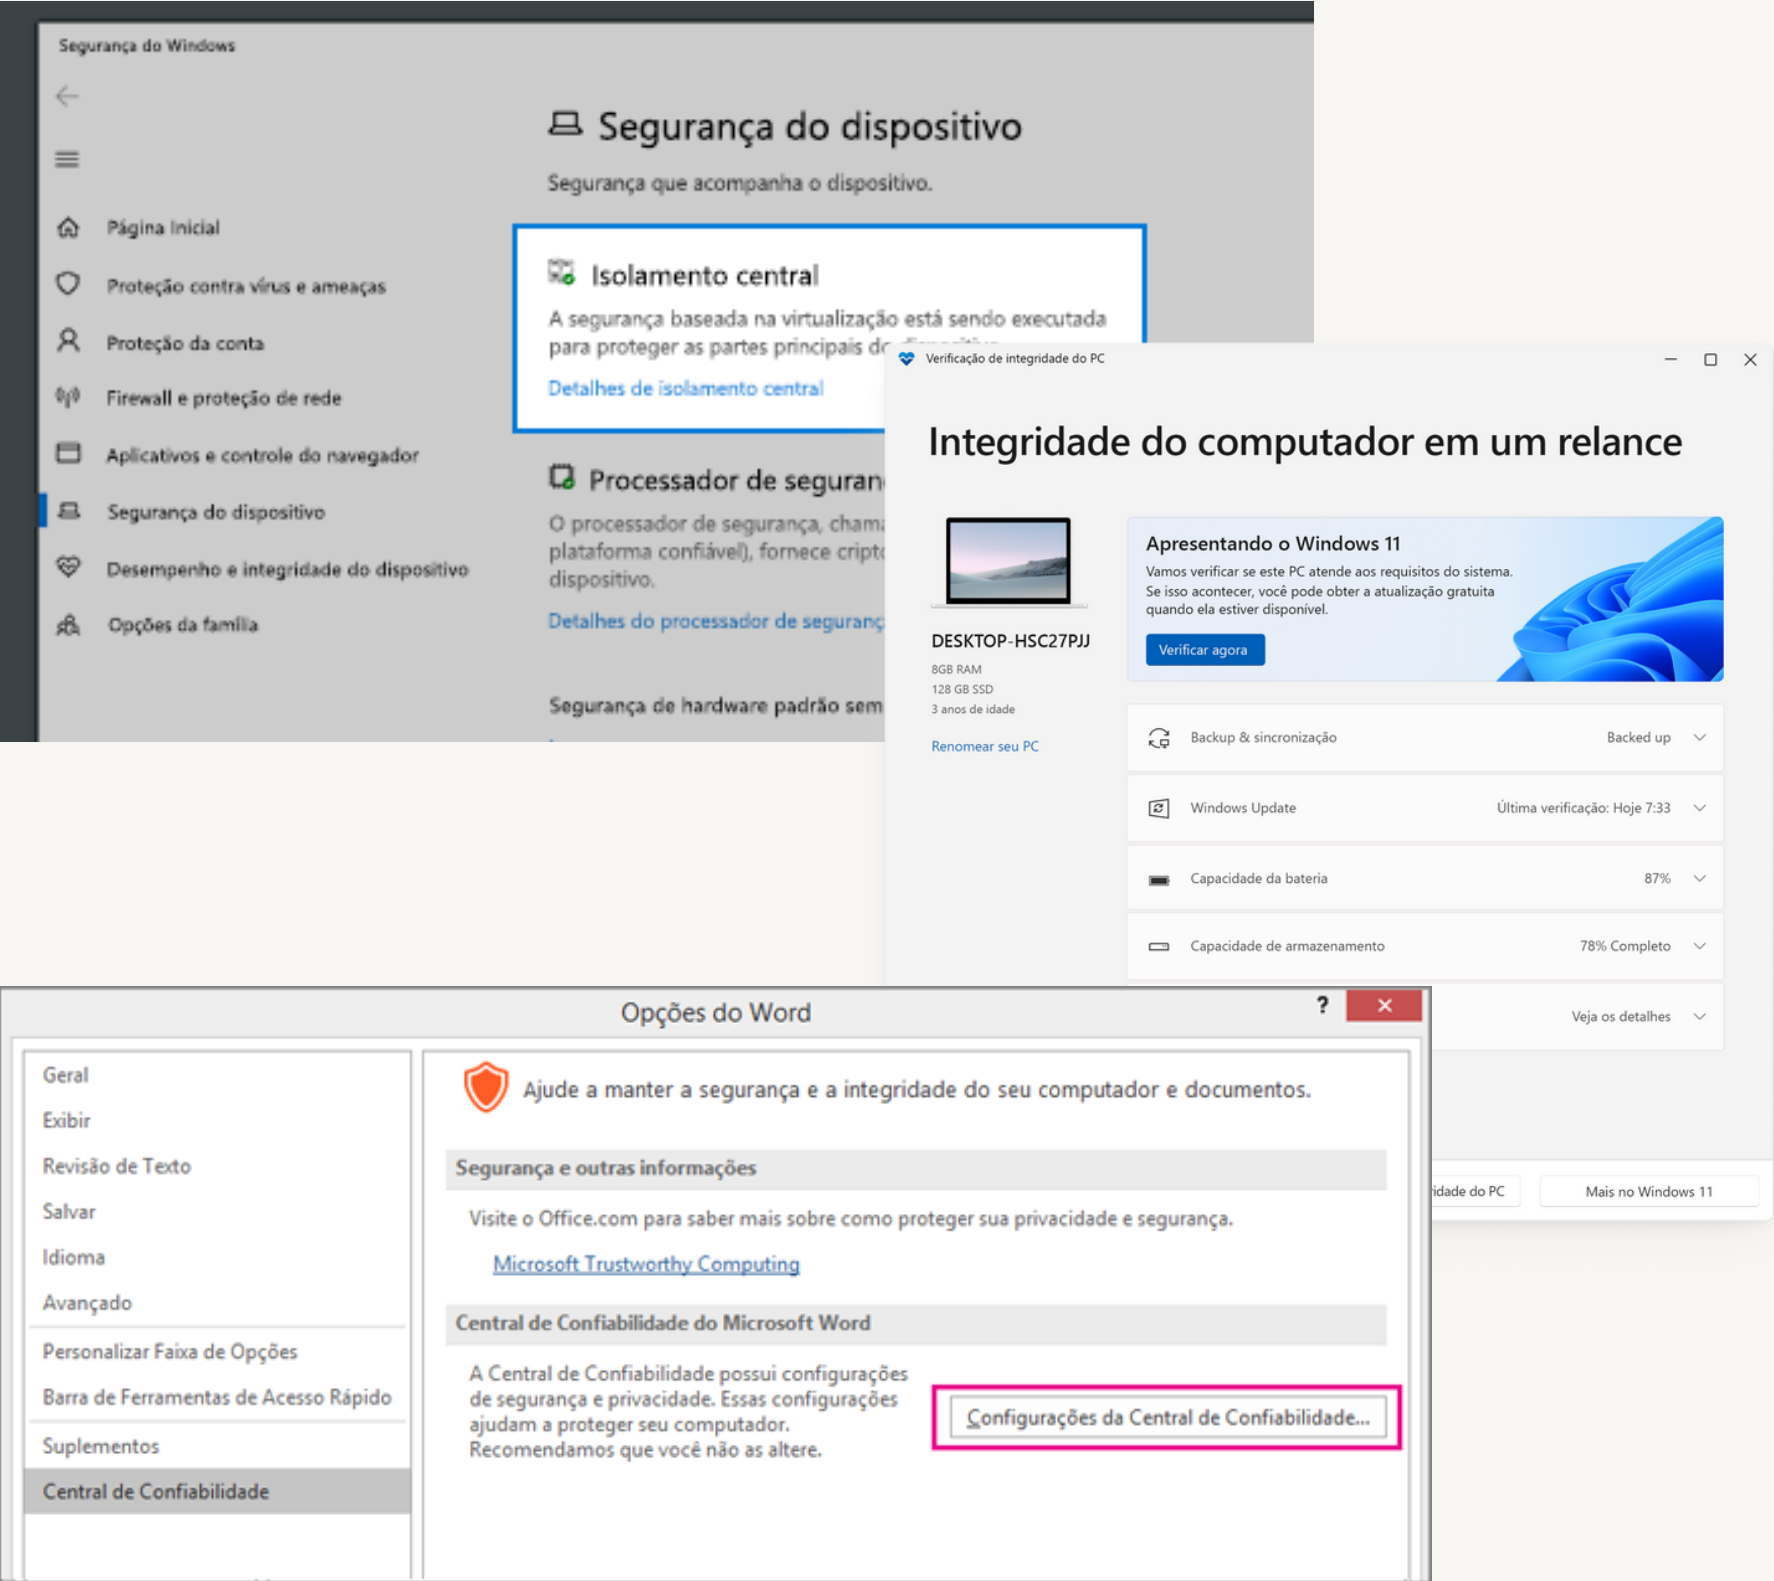 Segurança do Windows
Página Inicial
Proteção contra vírus e ameaças
Proteção da conta
Firewall e proteção de rede
Aplicativos e controle do navegador
Segurança do dispositivo
Desempenho e integridade do dispositivo
Opções da família
Segurança do dispositivo
Segurança que acompanha o dispositivo.
Isolamento central
A segurança baseada na virtualização está sendo executada
para proteger as partes principais do dispositivo.
Detalhes de isolamento central
Processador de seguran
O processador de segurança, chama
plataforma confiável), fornece cripto
dispositivo.
Detalhes do processador de seguranç
Segurança de hardware padrão sem
Verificação de integridade do PC
Integridade do computador em um relance
DESKTOP-HSC27PJJ
8GB RAM
128 GB SSD
3 anos de idade
Renomear seu PC
Apresentando o Windows 11
Vamos verificar se este PC atende aos requisitos do sistema.
Se isso acontecer, você pode obter a atualização gratuita
quando ela estiver disponível.
Verificar agora
Backup & sincronização Backed up
Windows Update Última verificação: Hoje 7:33
Capacidade da bateria 87%
Capacidade de armazenamento 78% Completo
Veja os detalhes
idade do PC
Mais no Windows 11
Opções do Word
?
Geral
Exibir
Revisão de Texto
Salvar
Idioma
Avançado
Personalizar Faixa de Opções
Barra de Ferramentas de Acesso Rápido
Suplementos
Central de Confiabilidade
Ajude a manter a segurança e a integridade do seu computador e documentos.
Segurança e outras informações
Visite o Office.com para saber mais sobre como proteger sua privacidade e segurança.
Microsoft Trustworthy Computing
Central de Confiabilidade do Microsoft Word
A Central de Confiabilidade possui configurações
de segurança e privacidade. Essas configurações
ajudam a proteger seu computador.
Recomendamos que você não as altere.
Configurações da Central de Confiabilidade...